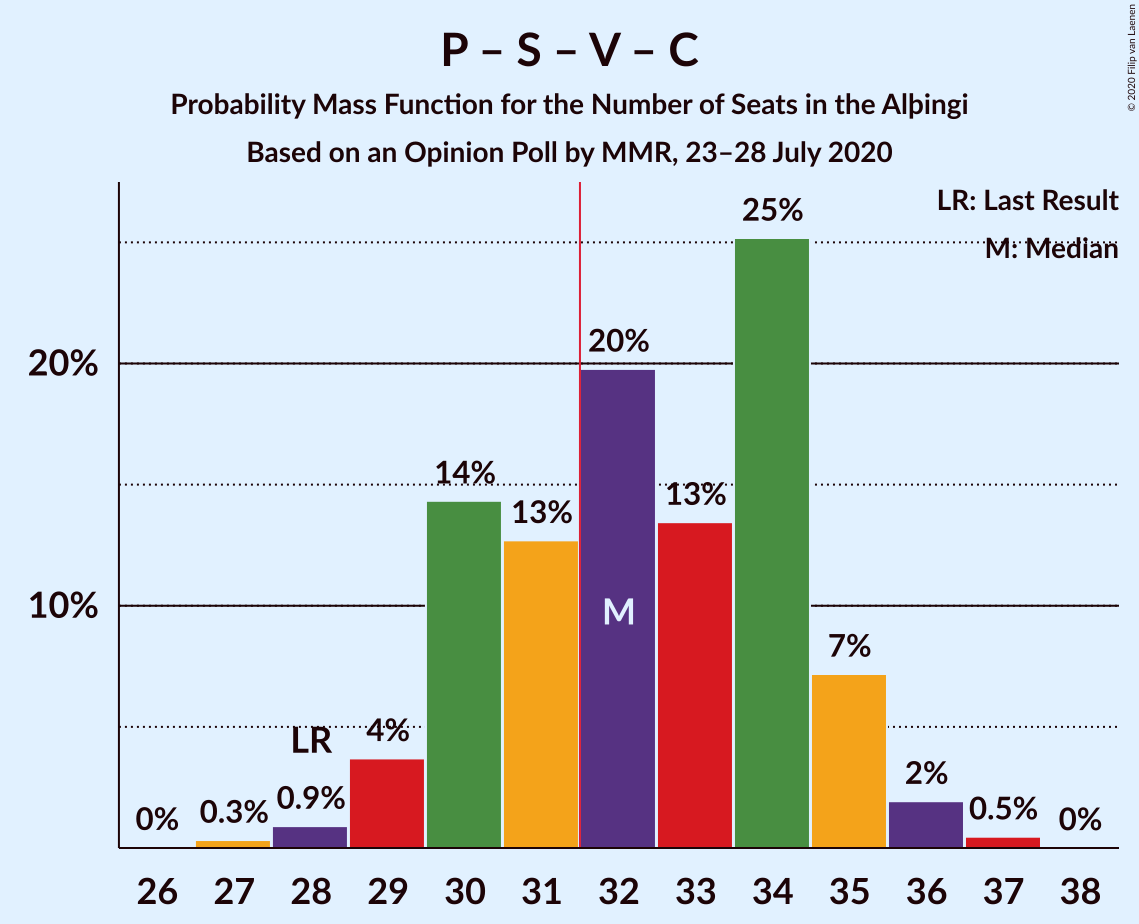 P – S – V – C
Probability Mass Function for the Number of Seats in the Alþingi
Based on an Opinion Poll by MMR, 23–28 July 2020
© 2020 Filip van Laenen
LR: Last Result
M: Median
20%
10%
0%
0.3%
0.9%
LR
4%
14%
13%
20%
M
13%
25%
7%
2%
0.5%
0%
26 27 28 29 30 31 32 33 34 35 36 37 38